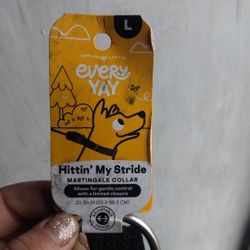 L
every
YAY
Hittin' My Stride
MARTINGALE COLLAR
Allows for gentle control
with a limited closure